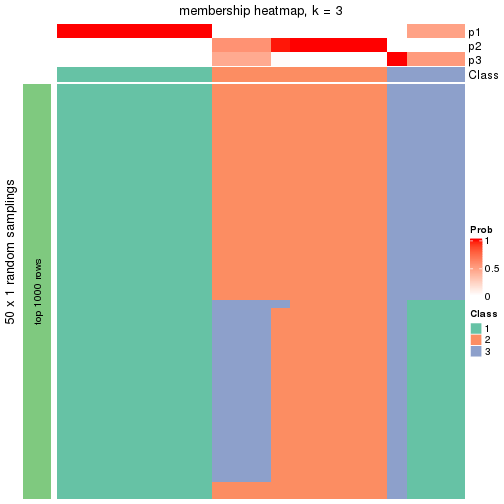 membership heatmap, k = 3
p1
p2
p3
Class
50 x 1 random samplings
top 1000 rows
Prob
1
0.5
0
Class
1
2
3